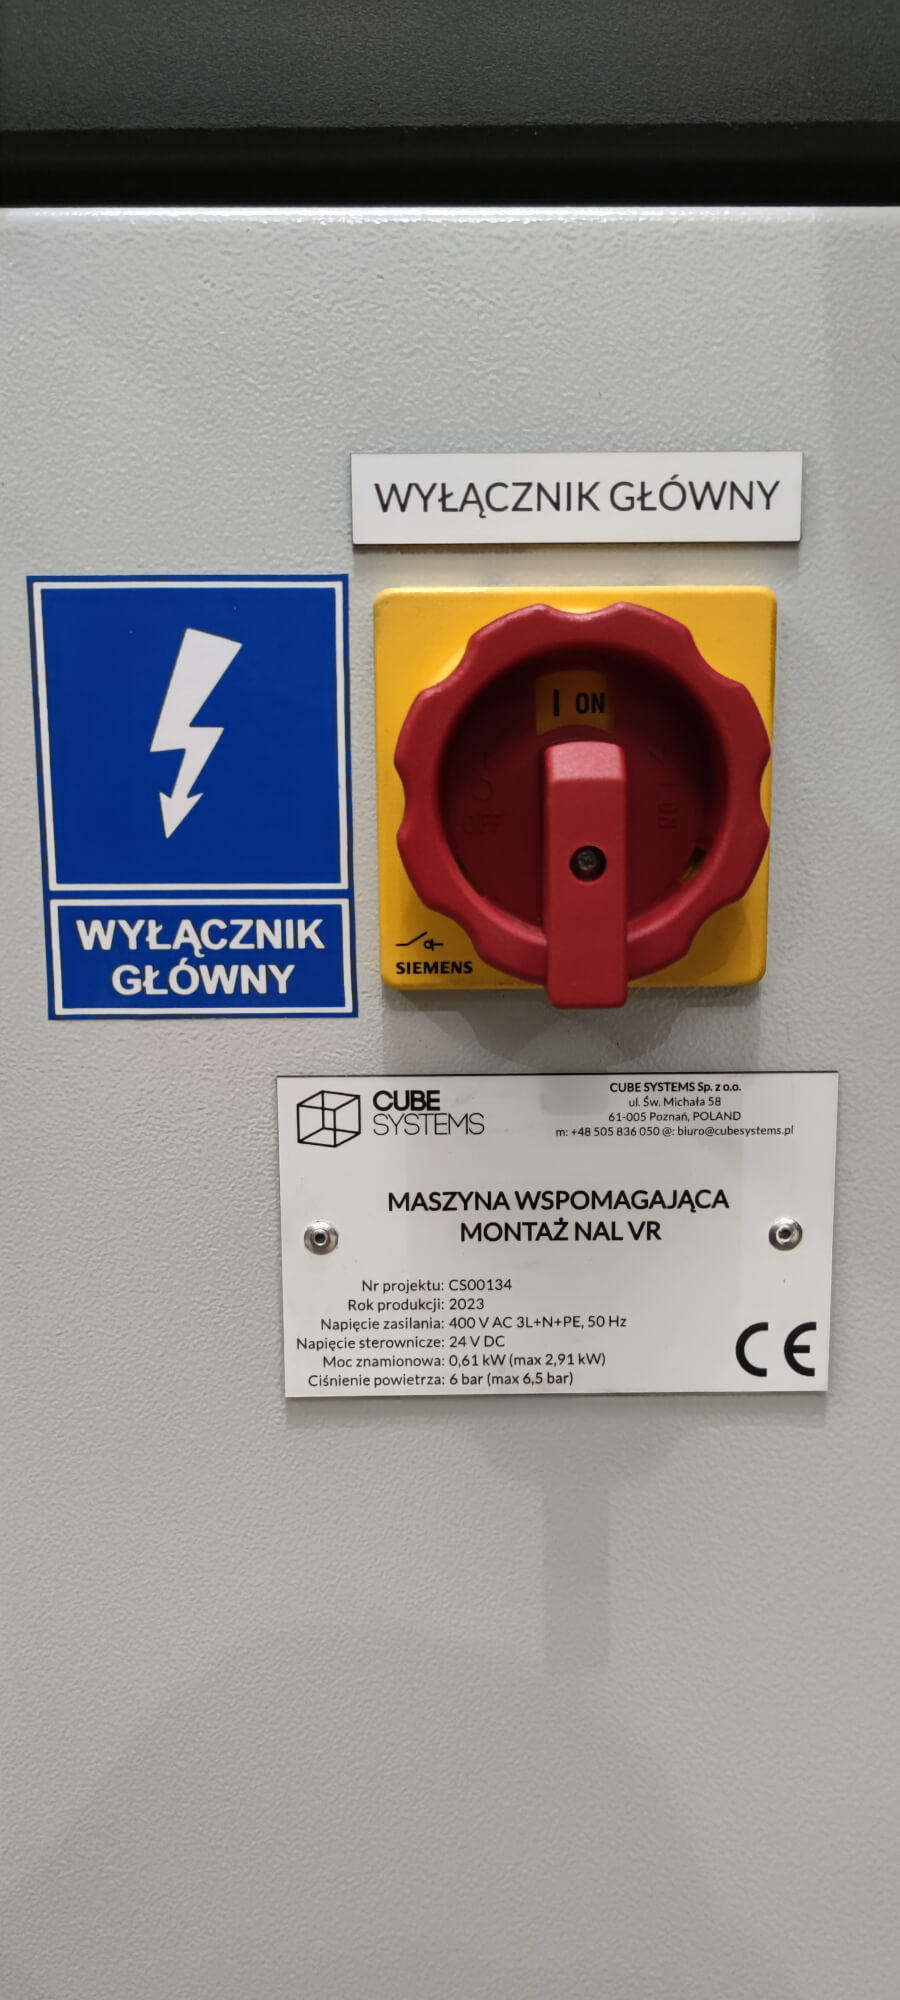 WYŁĄCZNIK GŁÓWNY
I ON
OFF
SIEMENS
WYŁĄCZNIK
GŁÓWNY
CUBE
SYSTEMS
CUBE SYSTEMS Sp. z o.o.
ul. Św. Michała 58
61-005 Poznań, POLAND
m: +48 505 836 050 @: biuro@cubesystems.pl
MASZYNA WSPOMAGAJĄCA
MONTAŻ NAL VR
Nr projektu: CS00134
Rok produkcji: 2023
Napięcie zasilania: 400 V AC 3L+N+PE, 50 Hz
Napięcie sterownicze: 24 V DC
Moc znamionowa: 0,61 kW (max 2,91 kW)
Ciśnienie powietrza: 6 bar (max 6,5 bar)
CE